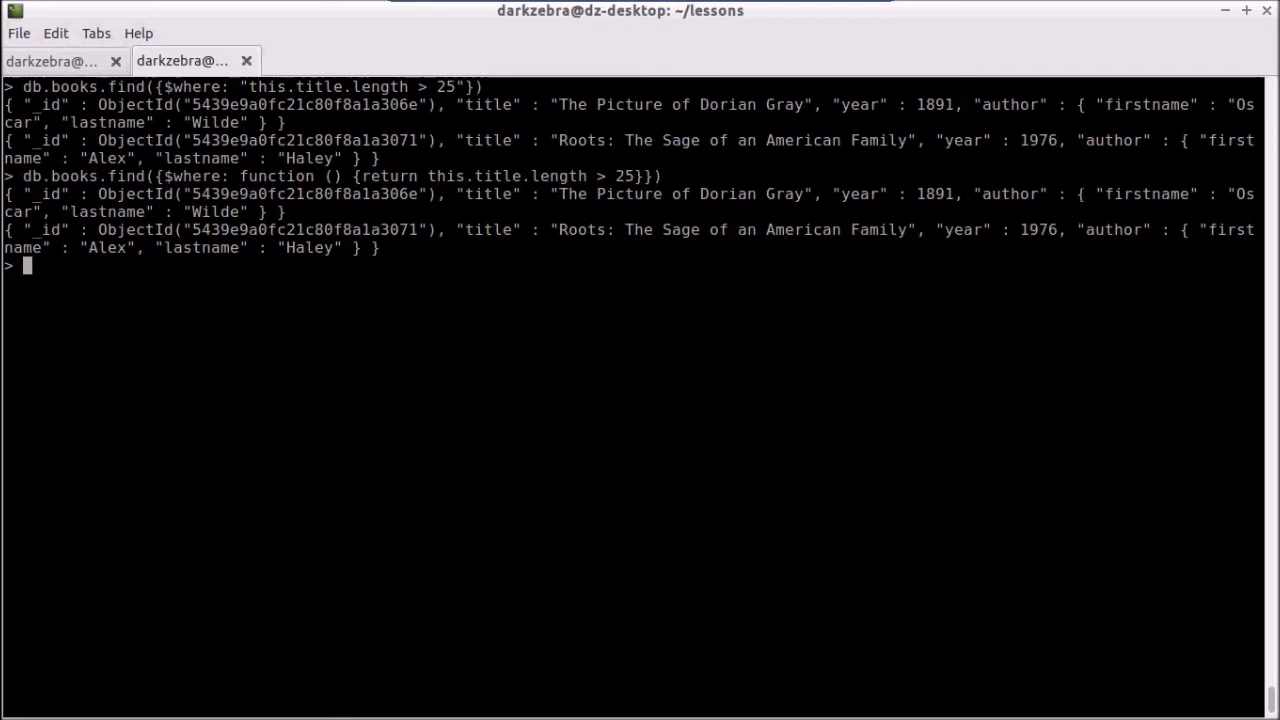 darkzebra@dz-desktop: ~/lessons
File Edit Tabs Help
darkzebra@... darkzebra@...
> db.books.find({$where: "this.title.length > 25"})
{ "_id" : ObjectId("5439e9a0fc21c80f8a1a306e"), "title" : "The Picture of Dorian Gray", "year" : 1891, "author" : { "firstname" : "Os
car", "lastname" : "Wilde" } }
{ "_id" : ObjectId("5439e9a0fc21c80f8a1a3071"), "title" : "Roots: The Sage of an American Family", "year" : 1976, "author" : { "first
name" : "Alex", "lastname" : "Haley" } }
> db.books.find({$where: function () {return this.title.length > 25}})
{ "_id" : ObjectId("5439e9a0fc21c80f8a1a306e"), "title" : "The Picture of Dorian Gray", "year" : 1891, "author" : { "firstname" : "Os
car", "lastname" : "Wilde" } }
{ "_id" : ObjectId("5439e9a0fc21c80f8a1a3071"), "title" : "Roots: The Sage of an American Family", "year" : 1976, "author" : { "first
name" : "Alex", "lastname" : "Haley" } }
>